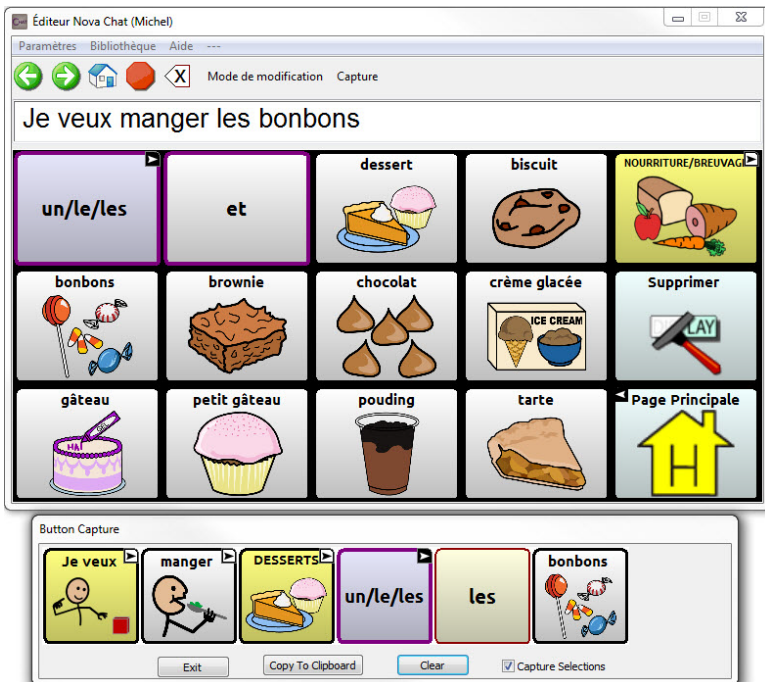 Éditeur Nova Chat (Michel)
Paramètres Bibliothèque Aide ---
X Mode de modification Capture
Je veux manger les bonbons
un/le/les et dessert biscuit NOURRITURE/BREUVAGE
bonbons brownie chocolat crème glacée Supprimer
ICE CREAM
gâteau petit gâteau pouding tarte Page Principale
HA
H
Button Capture
Je veux manger DESSERTS un/le/les les bonbons
Exit Copy To Clipboard Clear Capture Selections